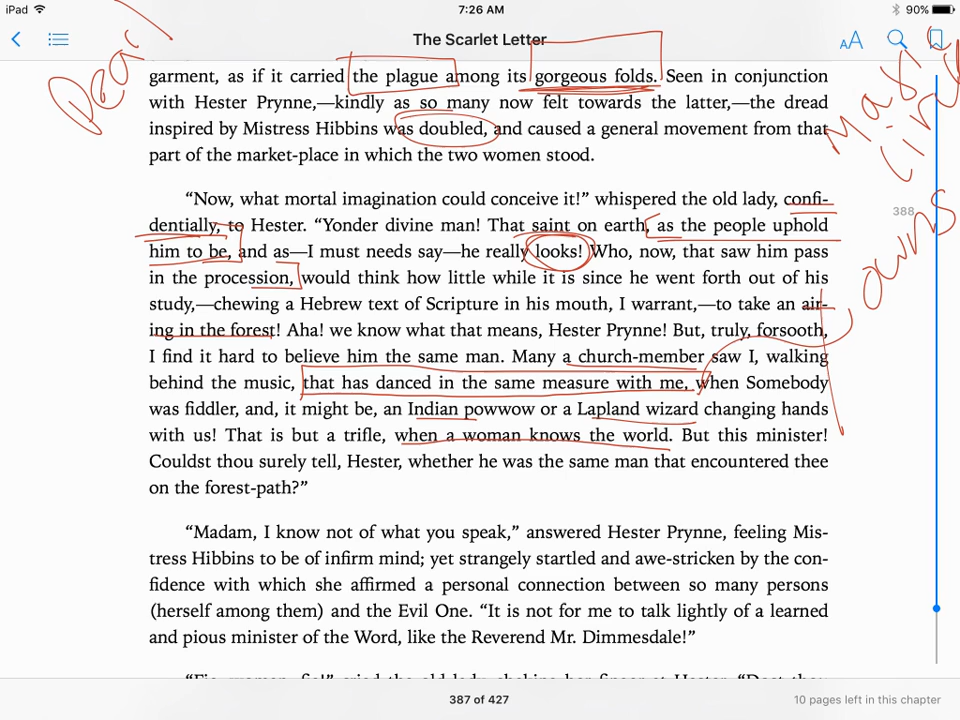 iPad
7:26 AM
90%
The Scarlet Letter
AA
garment, as if it carried the plague among its gorgeous folds. Seen in conjunction
with Hester Prynne,—kindly as so many now felt towards the latter,—the dread
inspired by Mistress Hibbins was doubled, and caused a general movement from that
part of the market-place in which the two women stood.
“Now, what mortal imagination could conceive it!” whispered the old lady, confi-
dentially, to Hester. “Yonder divine man! That saint on earth, as the people uphold
him to be, and as—I must needs say—he really looks! Who, now, that saw him pass
in the procession, would think how little while it is since he went forth out of his
study,—chewing a Hebrew text of Scripture in his mouth, I warrant,—to take an air-
ing in the forest! Aha! we know what that means, Hester Prynne! But, truly, forsooth,
I find it hard to believe him the same man. Many a church-member saw I, walking
behind the music, that has danced in the same measure with me, when Somebody
was fiddler, and, it might be, an Indian powwow or a Lapland wizard changing hands
with us! That is but a trifle, when a woman knows the world. But this minister!
Couldst thou surely tell, Hester, whether he was the same man that encountered thee
on the forest-path?”
“Madam, I know not of what you speak,” answered Hester Prynne, feeling Mis-
tress Hibbins to be of infirm mind; yet strangely startled and awe-stricken by the con-
fidence with which she affirmed a personal connection between so many persons
(herself among them) and the Evil One. “It is not for me to talk lightly of a learned
and pious minister of the Word, like the Reverend Mr. Dimmesdale!”
388
387 of 427
10 pages left in this chapter